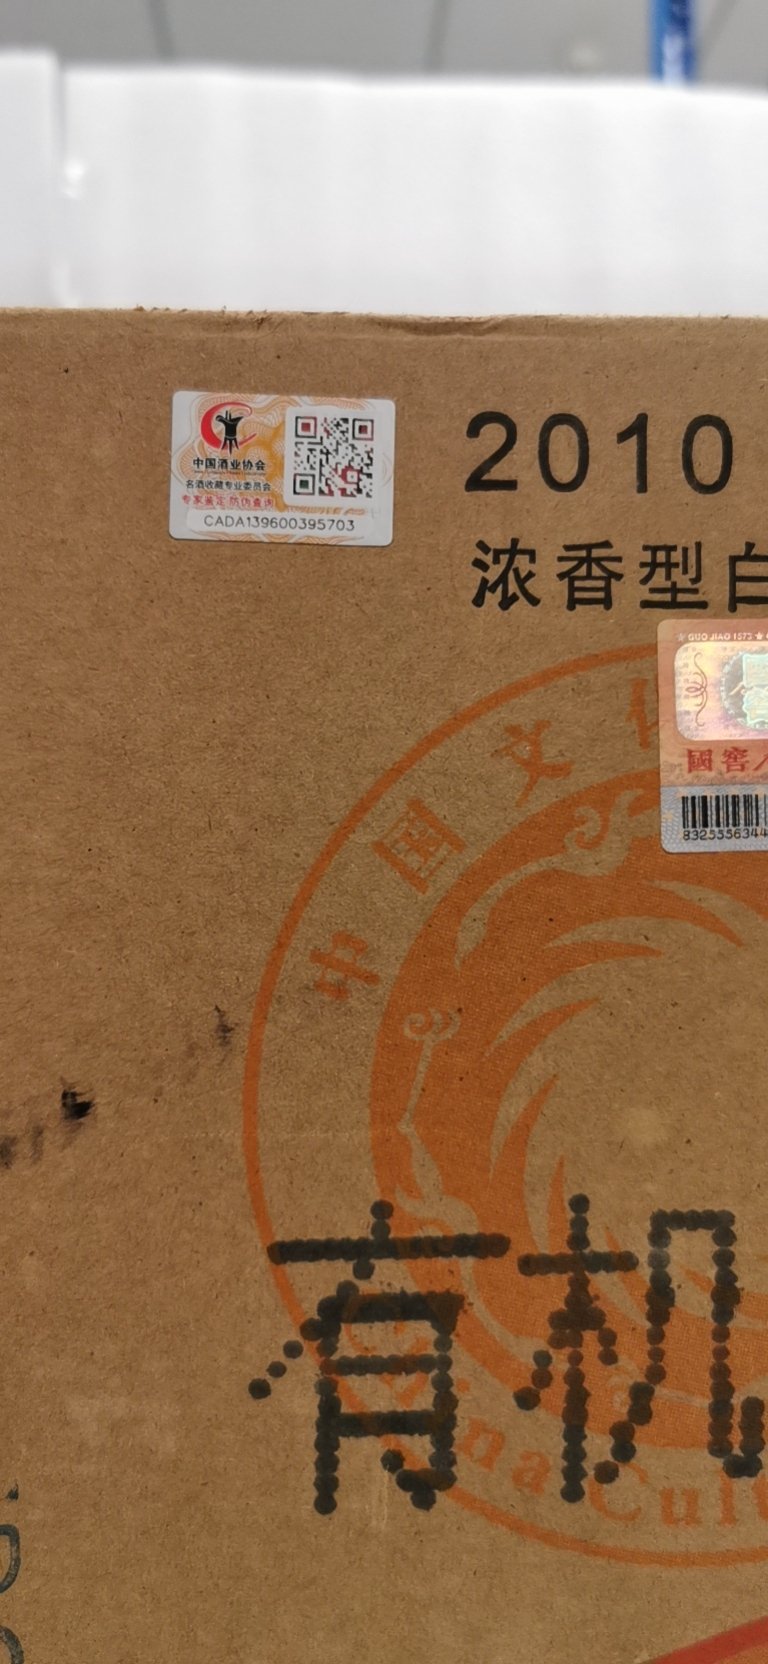 中国酒业协会
名酒收藏专业委员会
专家鉴定 防伪查询
CADA139600395703
2010
浓香型白
GUO JIAO 1573
國窖
8325556344
中国文
有机
na Cult